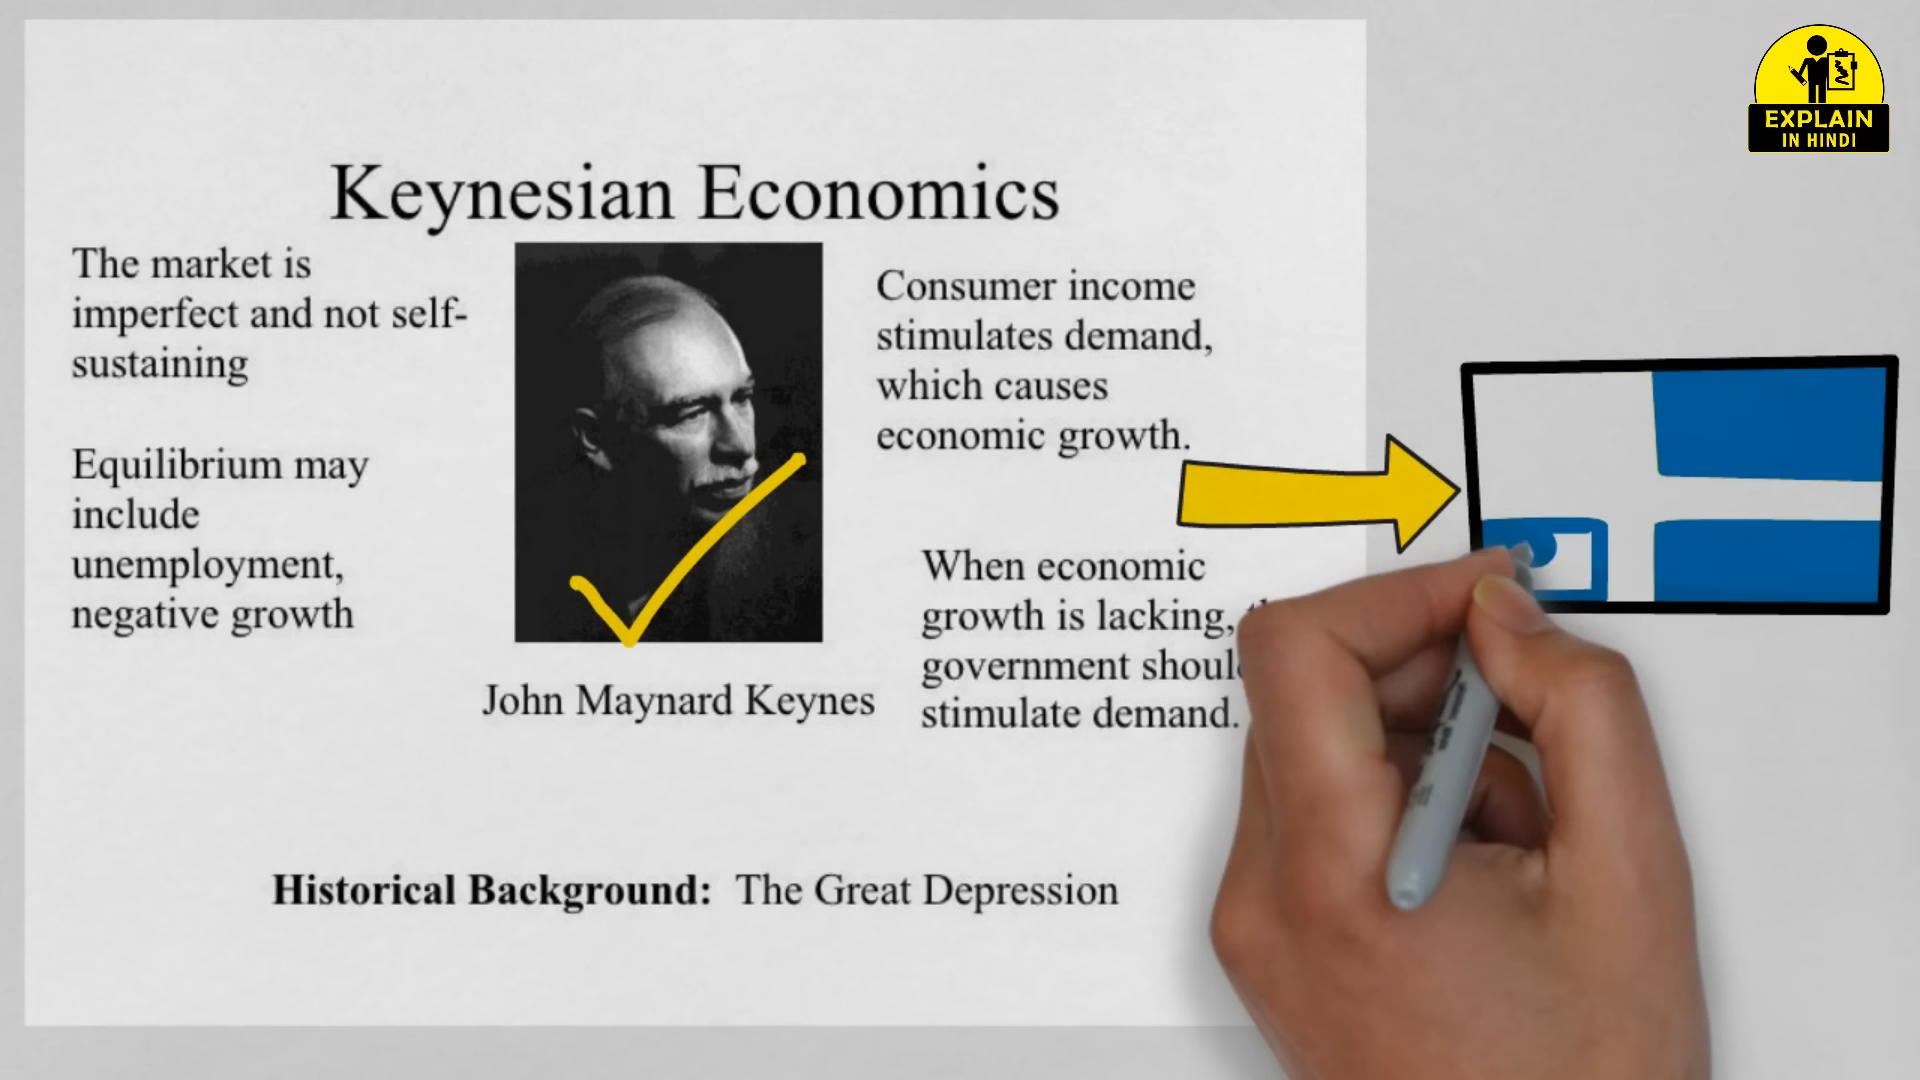 EXPLAIN
IN HINDI
Keynesian Economics
The market is
imperfect and not self-
sustaining
Equilibrium may
include
unemployment,
negative growth
John Maynard Keynes
Consumer income
stimulates demand,
which causes
economic growth.
When economic
growth is lacking,
government should
stimulate demand.
Historical Background: The Great Depression